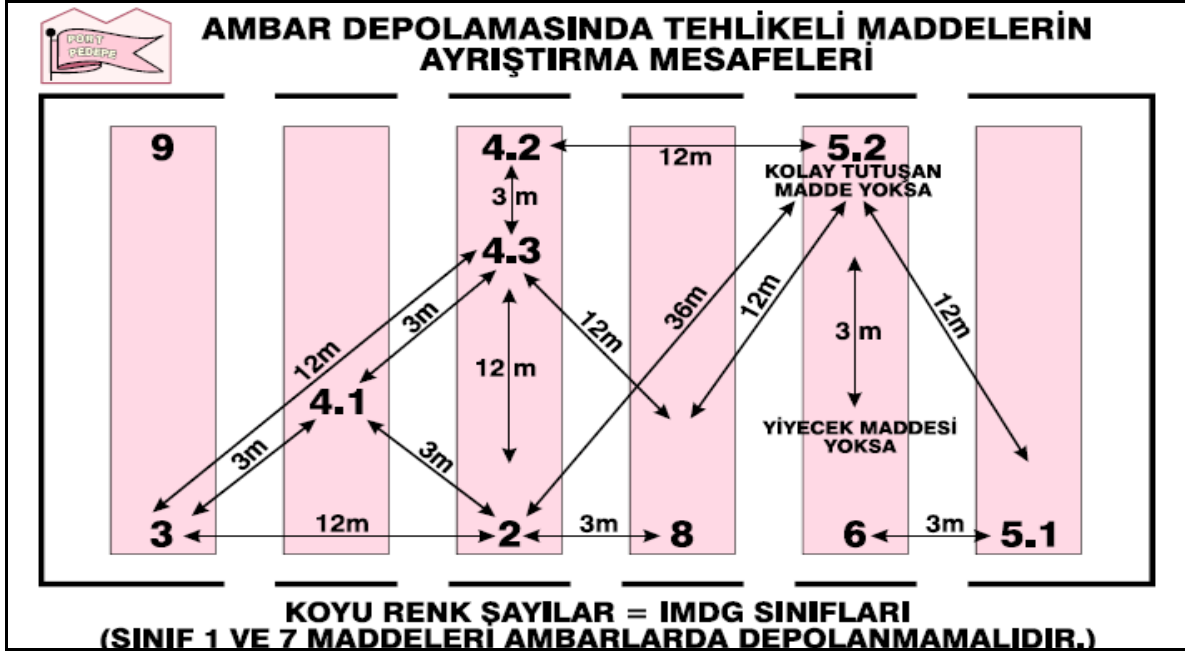 PORT
PEDEPE
AMBAR DEPOLAMASINDA TEHLİKELİ MADDELERİN
AYRIŞTIRMA MESAFELERİ
9
4.2
12m
5.2
KOLAY TUTUŞAN
MADDE YOKSA
3 m
4.3
12m
3m
12 m
12m
36m
12m
3 m
12m
4.1
3m
3m
YİYECEK MADDESİ
YOKSA
3
12m
2
3m
8
6
3m
5.1
KOYU RENK SAYILAR = IMDG SINIFLARI
(SINIF 1 VE 7 MADDELERİ AMBARLARDA DEPOLANMAMALIDIR.)